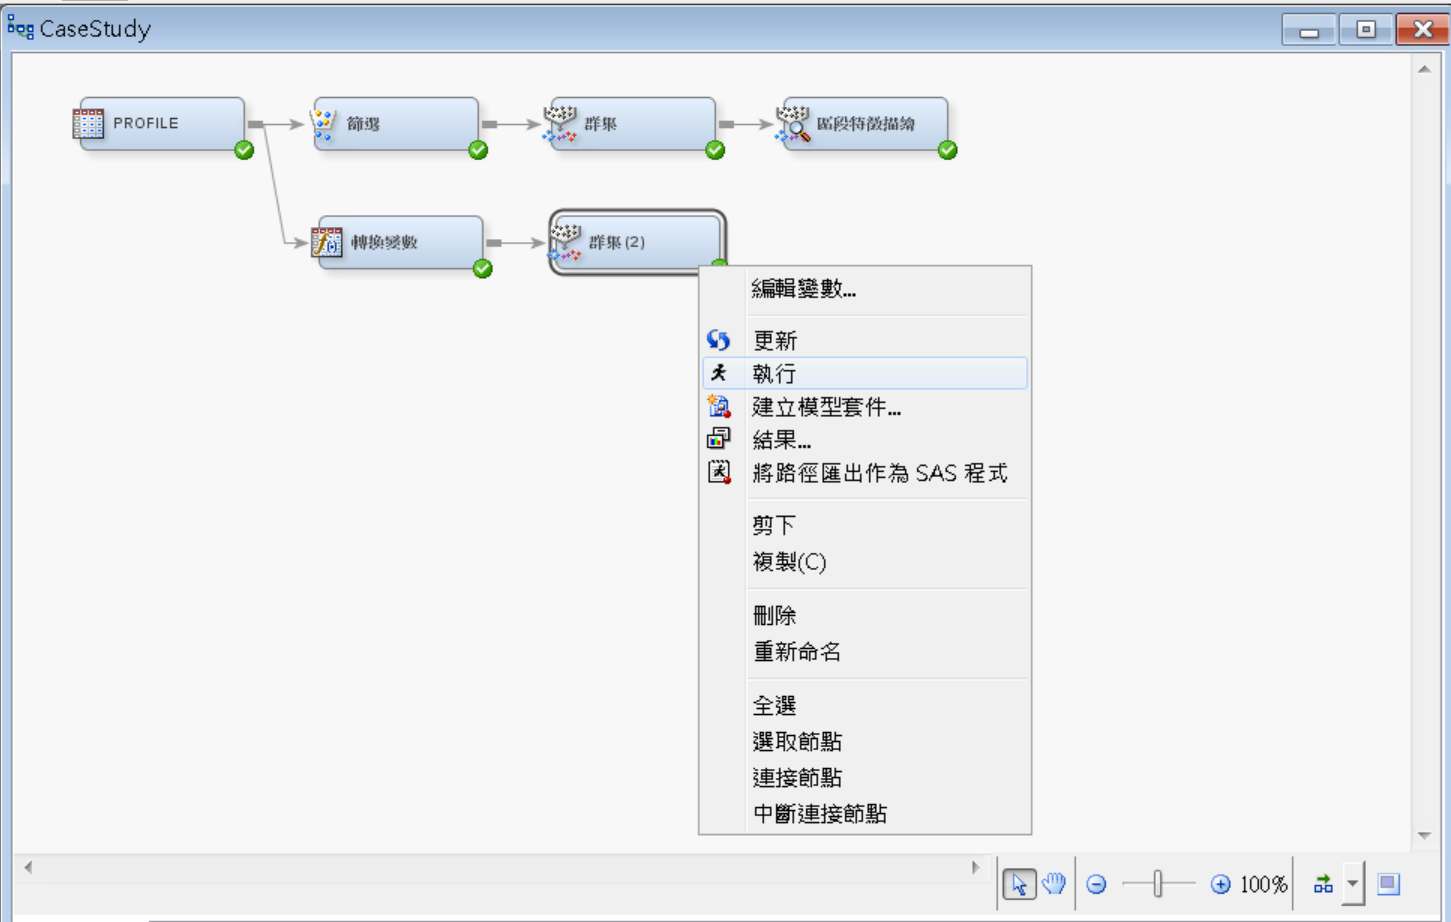 CaseStudy
PROFILE
篩選
群集
區段特徵描繪
轉換變數
群集 (2)
編輯變數...
更新
執行
建立模型套件...
結果...
將路徑匯出作為 SAS 程式
剪下
複製(C)
刪除
重新命名
全選
選取節點
連接節點
中斷連接節點
100%